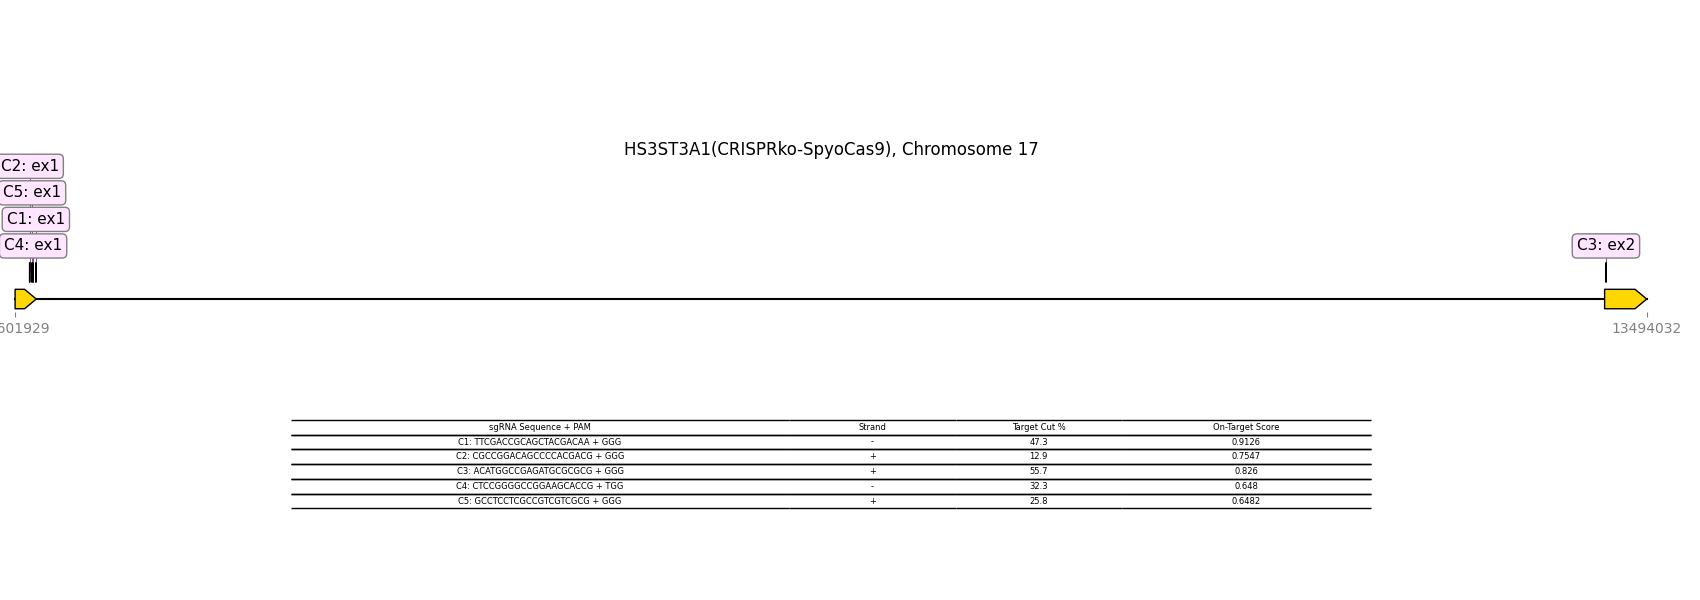 HS3ST3A1(CRISPRko-SpyoCas9), Chromosome 17
C2: ex1
C5: ex1
C1: ex1
C4: ex1
C3: ex2
601929
13494032
sgRNA Sequence + PAM Strand Target Cut % On-Target Score
C1: TTCGACCGCAGCTACGACAA + GGG - 47.3 0.9126
C2: CGCCGGACAGCCCCACGACG + GGG + 12.9 0.7547
C3: ACATGGCCGAGATGCGCGCG + GGG + 55.7 0.826
C4: CTCCGGGGCCGGAAGCACCG + TGG - 32.3 0.648
C5: GCCTCCTCGCCGTCGTCGCG + GGG + 25.8 0.6482